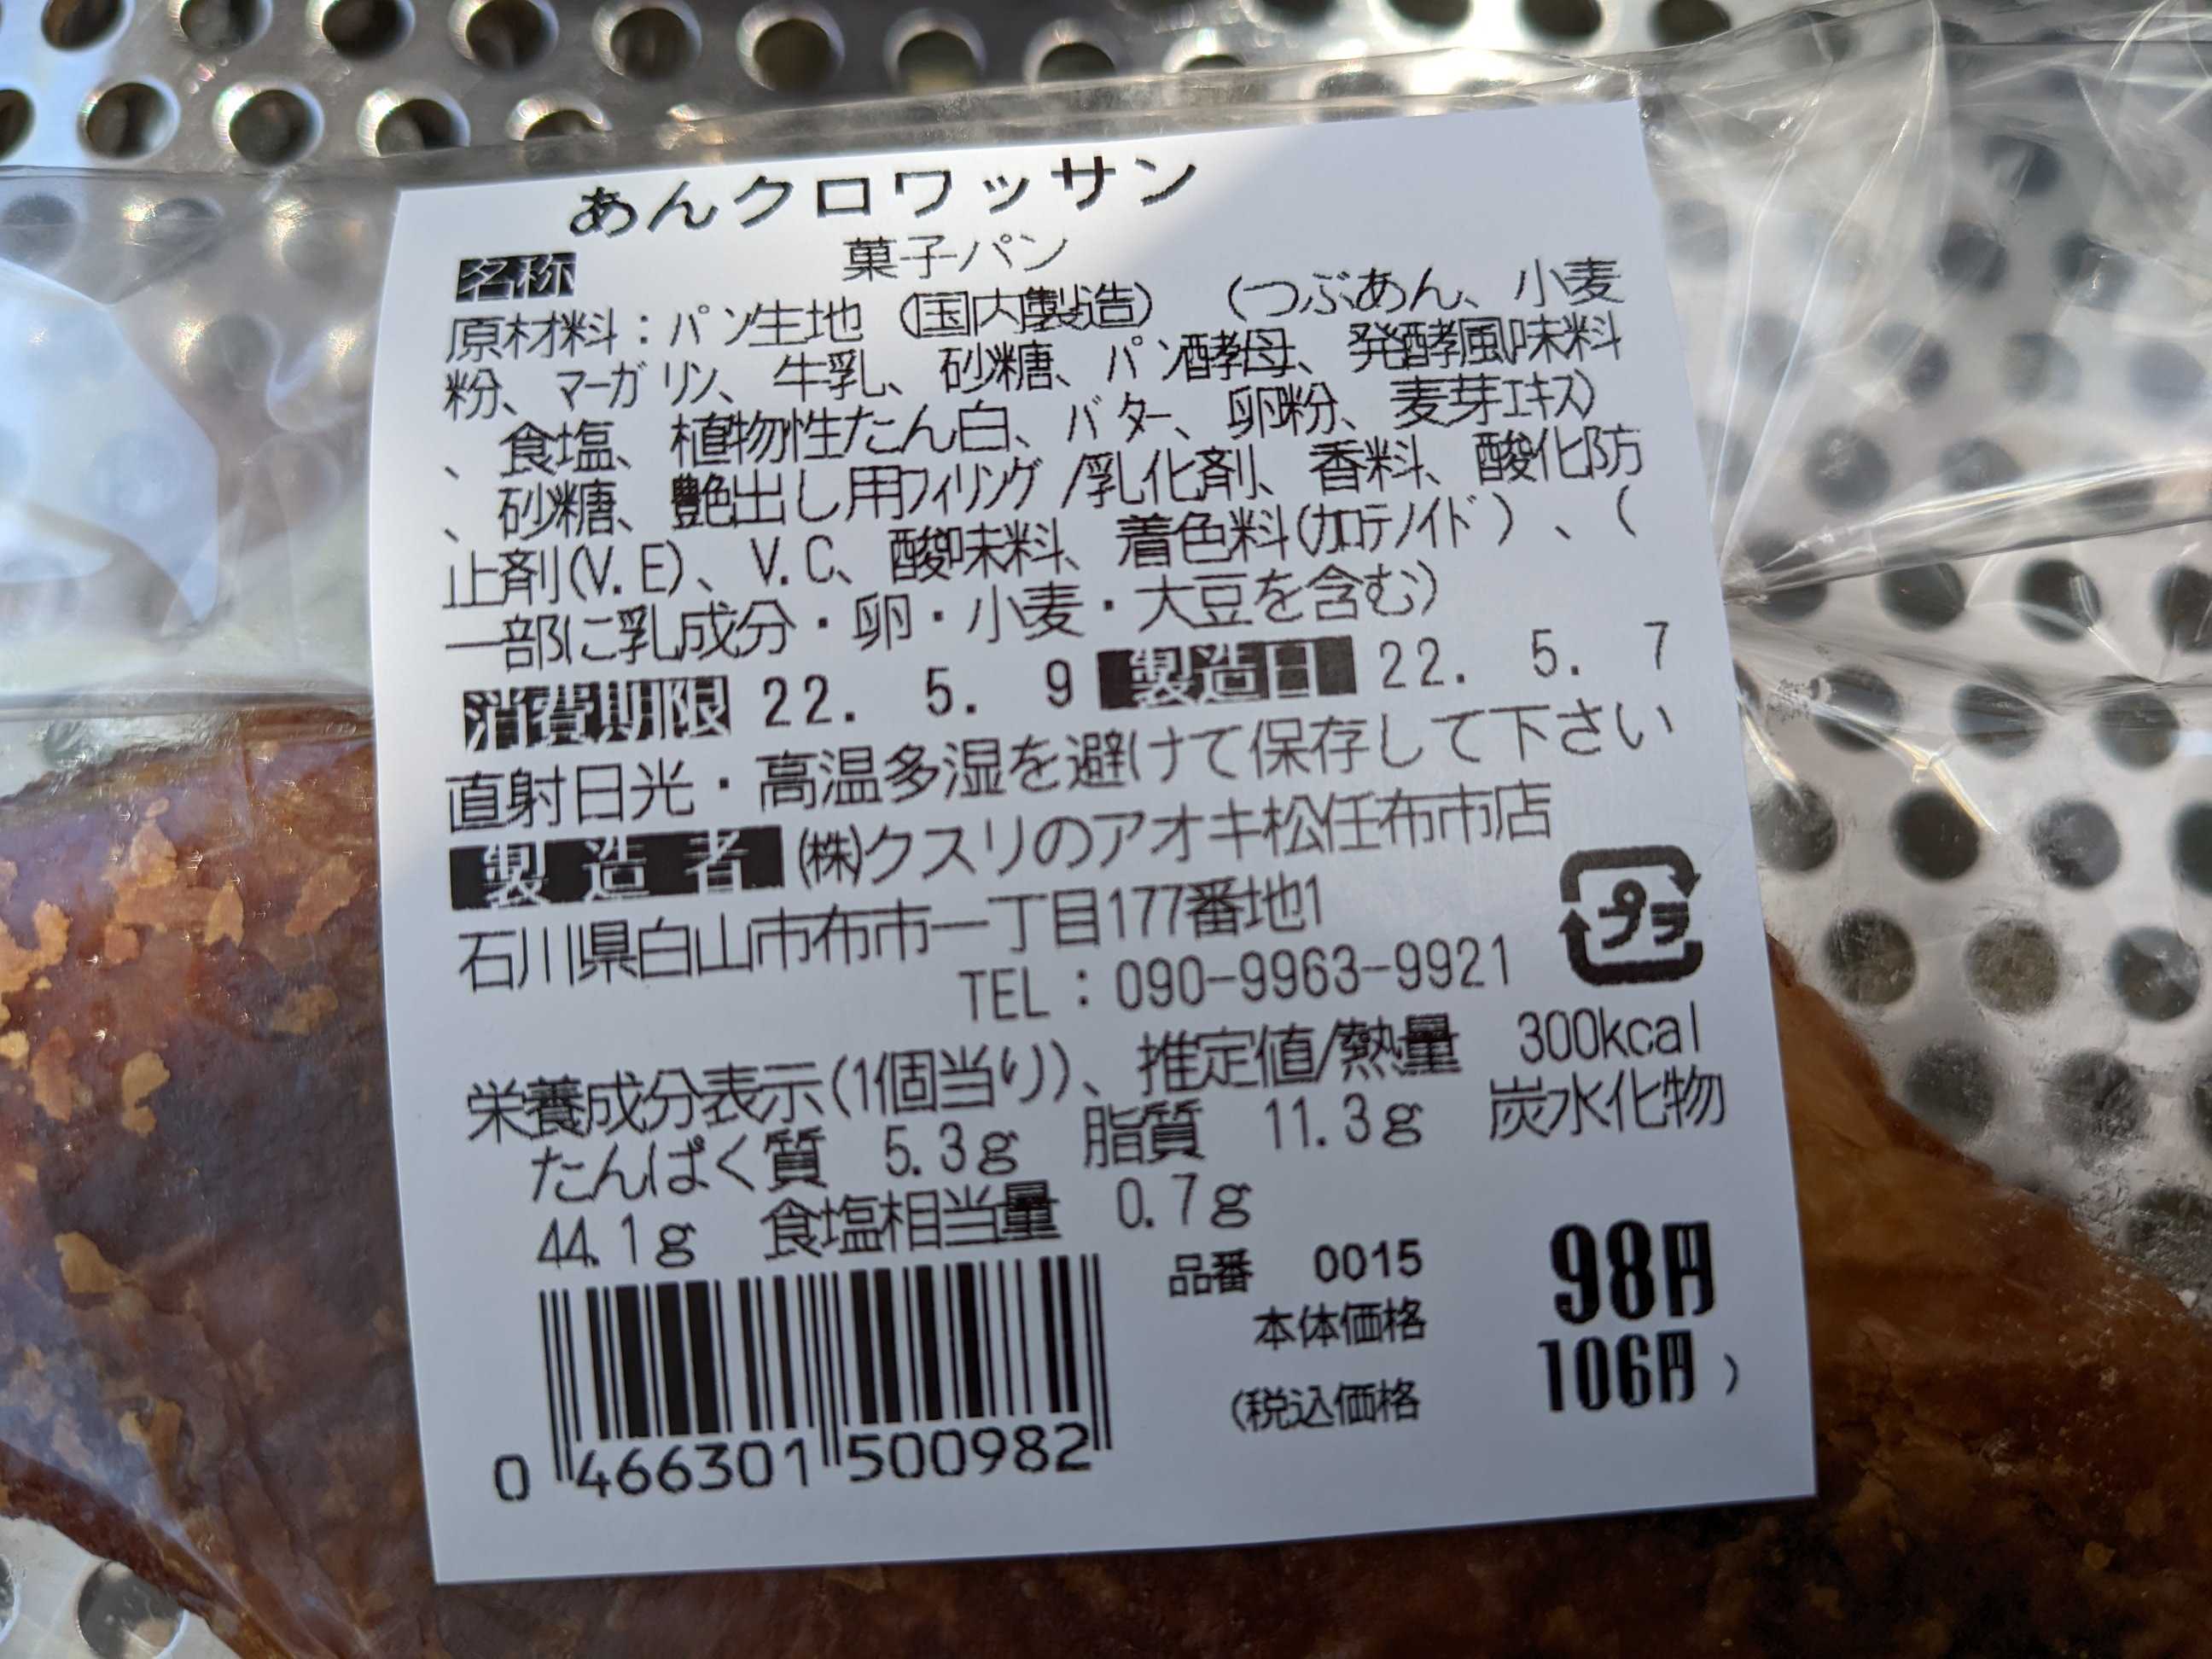 あんクロワッサン
名称 菓子パン
原材料：パン生地（国内製造）（つぶあん、小麦
粉、マーガリン、牛乳、砂糖、パン酵母、発酵風味料
、食塩、植物性たん白、バター、卵粉、麦芽エキス）
、砂糖、艶出し用フィリング/乳化剤、香料、酸化防
止剤(V.E)、V.C、酸味料、着色料(カロテノイド)、(
一部に乳成分・卵・小麦・大豆を含む)
消費期限 22. 5. 9 製造日 22. 5. 7
直射日光・高温多湿を避けて保存して下さい
製造者 (株)クスリのアオキ松任布市店
石川県白山市布市一丁目177番地1
プラ
TEL：090-9963-9921
栄養成分表示(1個当り)、推定値/熱量 300kcal
たんぱく質 5.3g 脂質 11.3g 炭水化物
44.1g 食塩相当量 0.7g
品番 0015
本体価格 98円
(税込価格 106円)
0 466301 500982